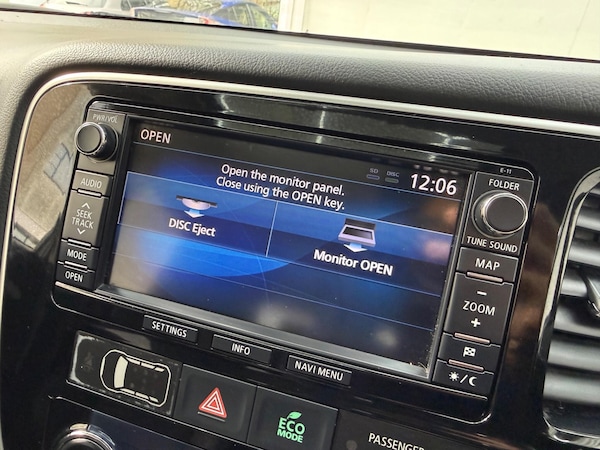 PWR/VOL
OPEN
SD DISC
12:06
E-11
FOLDER
Open the monitor panel.
Close using the OPEN key.
AUDIO
SEEK
TRACK
DISC Eject
Monitor OPEN
TUNE SOUND
MODE
MAP
OPEN
−
ZOOM
+
SETTINGS
INFO
NAVI MENU
ECO
MODE
PASSENGER